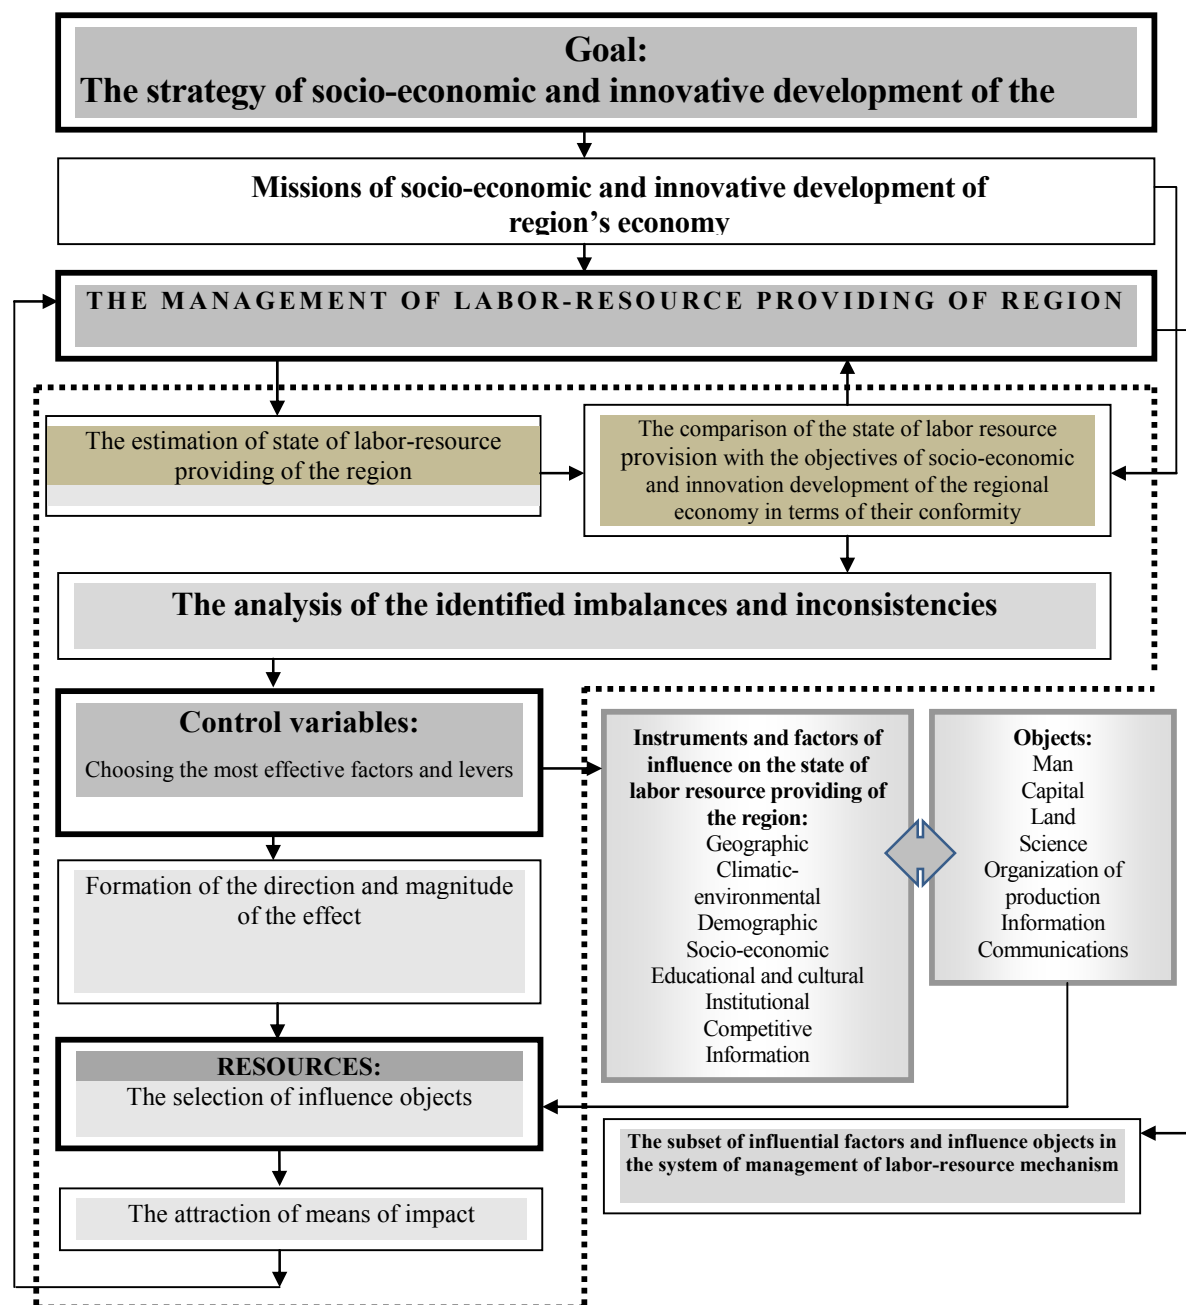 Goal:
The strategy of socio-economic and innovative development of the
Missions of socio-economic and innovative development of
region's economy
THE MANAGEMENT OF LABOR-RESOURCE PROVIDING OF REGION
The estimation of state of labor-resource
providing of the region
The comparison of the state of labor resource
provision with the objectives of socio-economic
and innovation development of the regional
economy in terms of their conformity
The analysis of the identified imbalances and inconsistencies
Control variables:
Choosing the most effective factors and levers
Instruments and factors of
influence on the state of
labor resource providing of
the region:
Geographic
Climatic-
environmental
Demographic
Socio-economic
Educational and cultural
Institutional
Competitive
Information
Objects:
Man
Capital
Land
Science
Organization of
production
Information
Communications
Formation of the direction and magnitude
of the effect
RESOURCES:
The selection of influence objects
The subset of influential factors and influence objects in
the system of management of labor-resource mechanism
The attraction of means of impact